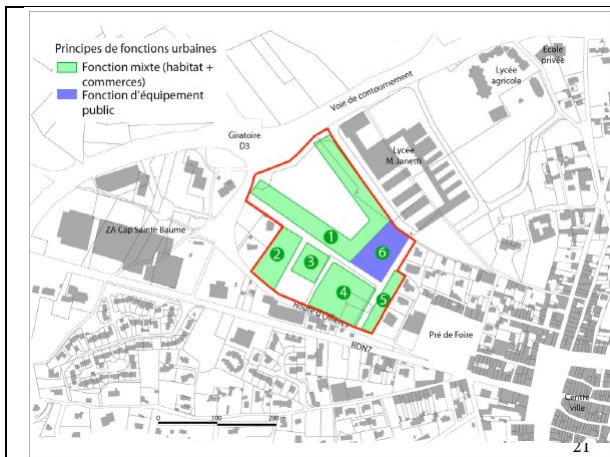 Principes de fonctions urbaines
Fonction mixte (habitat +
commerces)
Fonction d'équipement
public
Ecole
privée
Lycée
agricole
Voie de contournement
Giratoire
D3
Lycée
M.Janetti
ZA Cap Sainte Baume
1
6
2
3
4
5
Route d'
RDN7
Pré de Foire
Centre
ville
0
100
200
m
21